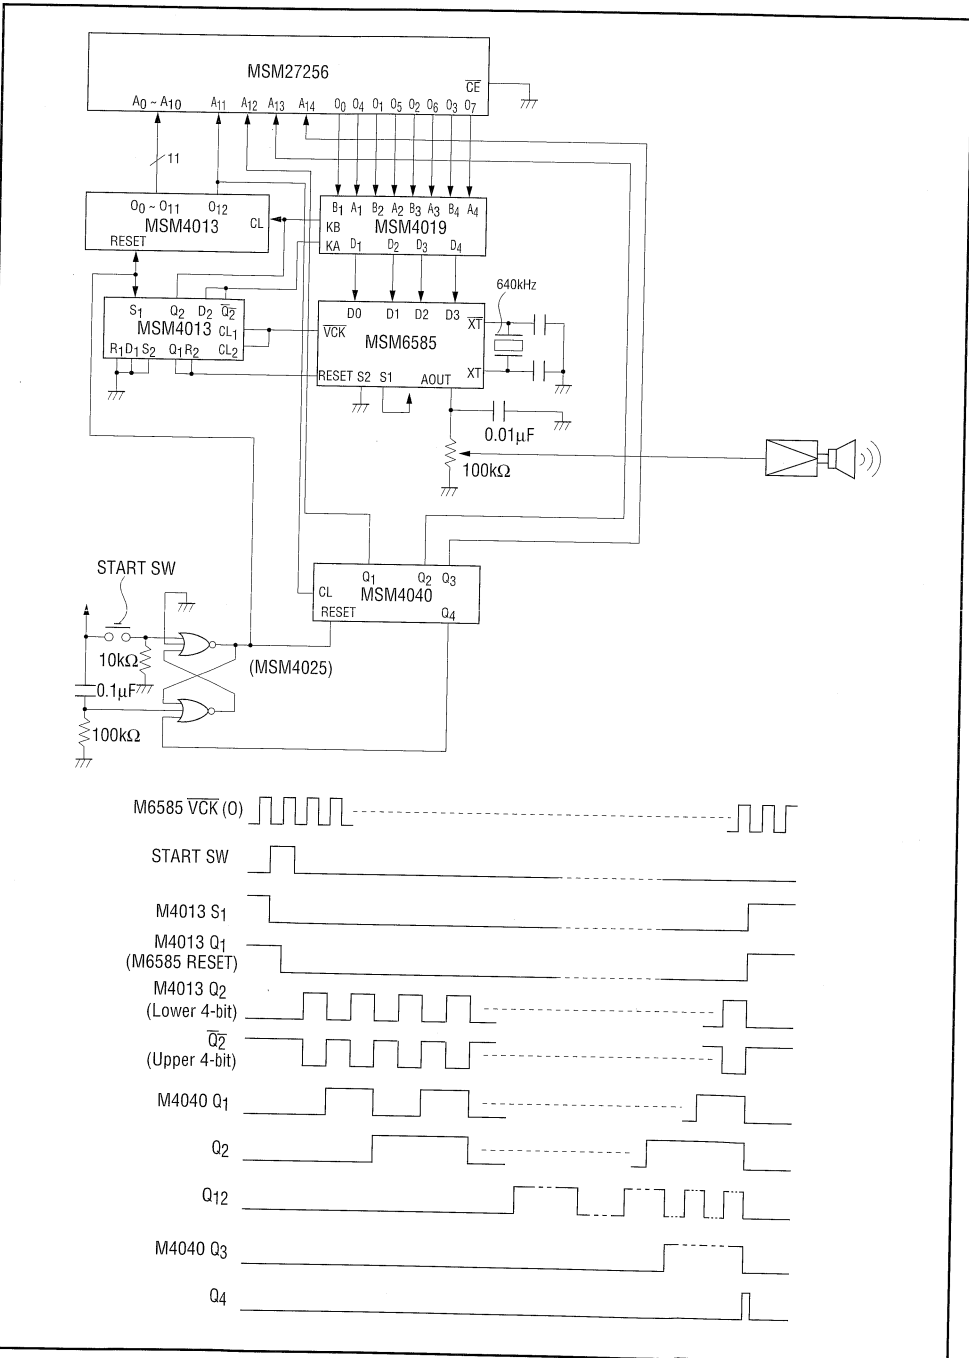 MSM27256
CE
A0 ~ A10 A11 A12 A13 A14 O0 O4 O1 O5 O2 O6 O3 O7
11
O0 ~ O11 O12
CL
MSM4013
RESET
B1 A1 B2 A2 B3 A3 B4 A4
KB
MSM4019
KA
D1 D2 D3 D4
640kHz
S1 Q2 D2 Q2
MSM4013
CL1
R1 D1 S2 Q1 R2 CL2
D0 D1 D2 D3
XT
VCK
MSM6585
XT
RESET S2 S1 AOUT
0.01μF
100kΩ
START SW
Q1 Q2 Q3
CL
MSM4040
RESET
Q4
10kΩ
(MSM4025)
0.1μF
100kΩ
M6585 VCK (O)
START SW
M4013 S1
M4013 Q1
(M6585 RESET)
M4013 Q2
(Lower 4-bit)
Q2
(Upper 4-bit)
M4040 Q1
Q2
Q12
M4040 Q3
Q4